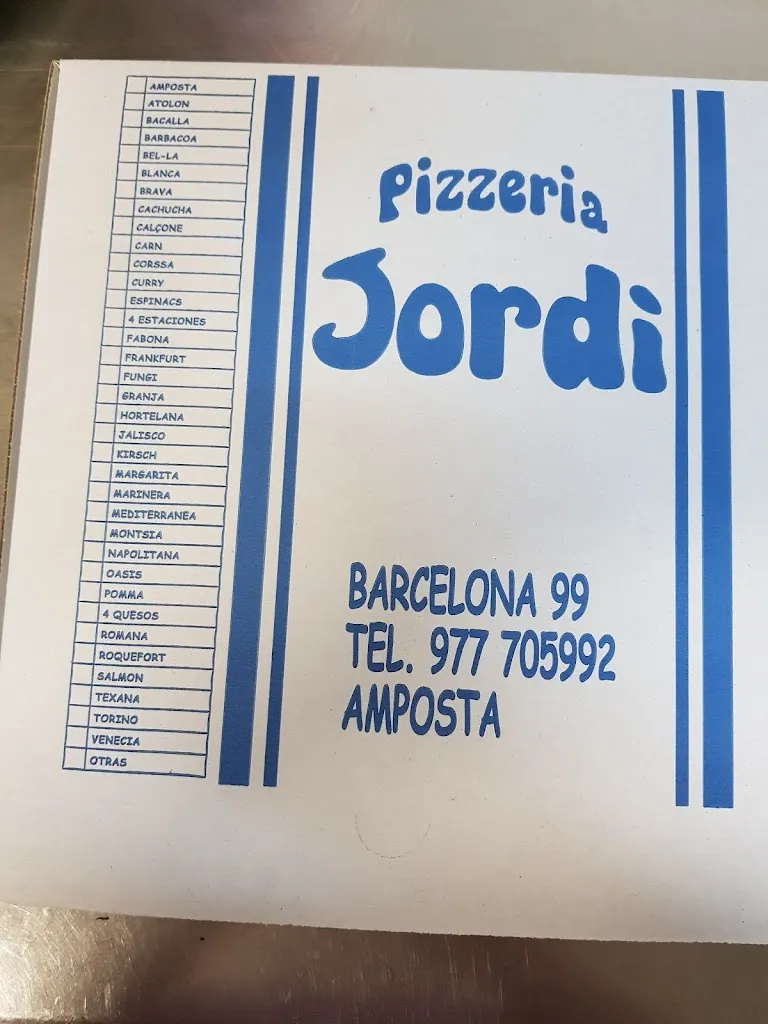 AMPOSTA
ATOLON
BACALLA
BARBACOA
BEL-LA
BLANCA
BRAVA
CACHUCHA
CALÇONE
CARN
CORSSA
CURRY
ESPINACS
4 ESTACIONES
FABONA
FRANKFURT
FUNGI
GRANJA
HORTELANA
JALISCO
KIRSCH
MARGARITA
MARINERA
MEDITERRANEA
MONTSIA
NAPOLITANA
OASIS
POMMA
4 QUESOS
ROMANA
ROQUEFORT
SALMON
TEXANA
TORINO
VENECIA
OTRAS
Pizzeria
Jordi
BARCELONA 99
TEL. 977 705992
AMPOSTA